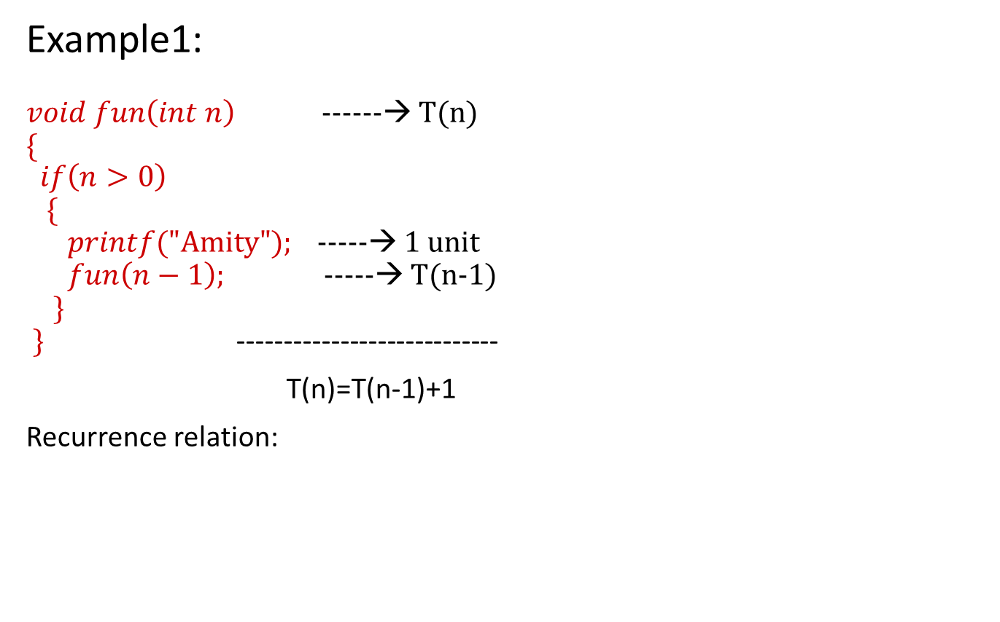 Example1:
void fun(int n) ------→ T(n)
{
if(n > 0)
{
printf("Amity"); -----→ 1 unit
fun(n − 1); -----→ T(n-1)
}
} ----------------------------
T(n)=T(n-1)+1
Recurrence relation: